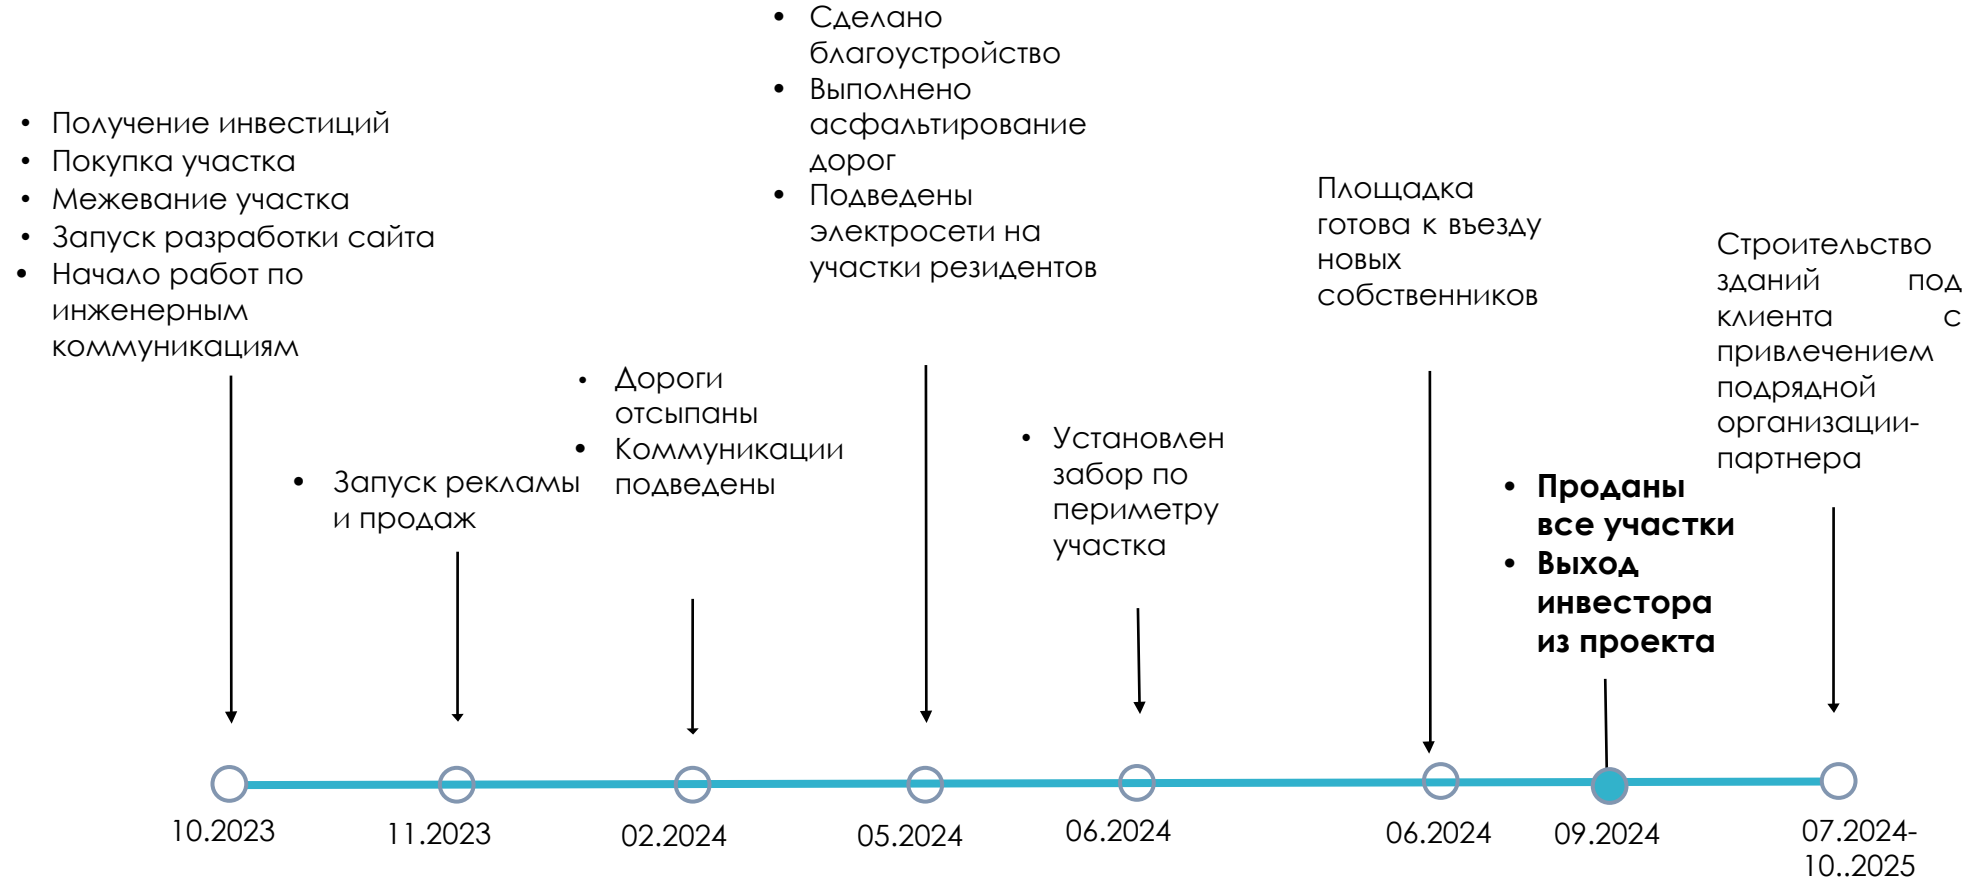 • Получение инвестиций
• Покупка участка
• Межевание участка
• Запуск разработки сайта
• Начало работ по
инженерным
коммуникациям
• Запуск рекламы
и продаж
• Дороги
отсыпаны
• Коммуникации
подведены
• Сделано
благоустройство
• Выполнено
асфальтирование
дорог
• Подведены
электросети на
участки резидентов
• Установлен
забор по
периметру
участка
Площадка
готова к въезду
новых
собственников
• Проданы
все участки
• Выход
инвестора
из проекта
Строительство
зданий под
клиента с
привлечением
подрядной
организации-
партнера
10.2023
11.2023
02.2024
05.2024
06.2024
06.2024
09.2024
07.2024-
10..2025